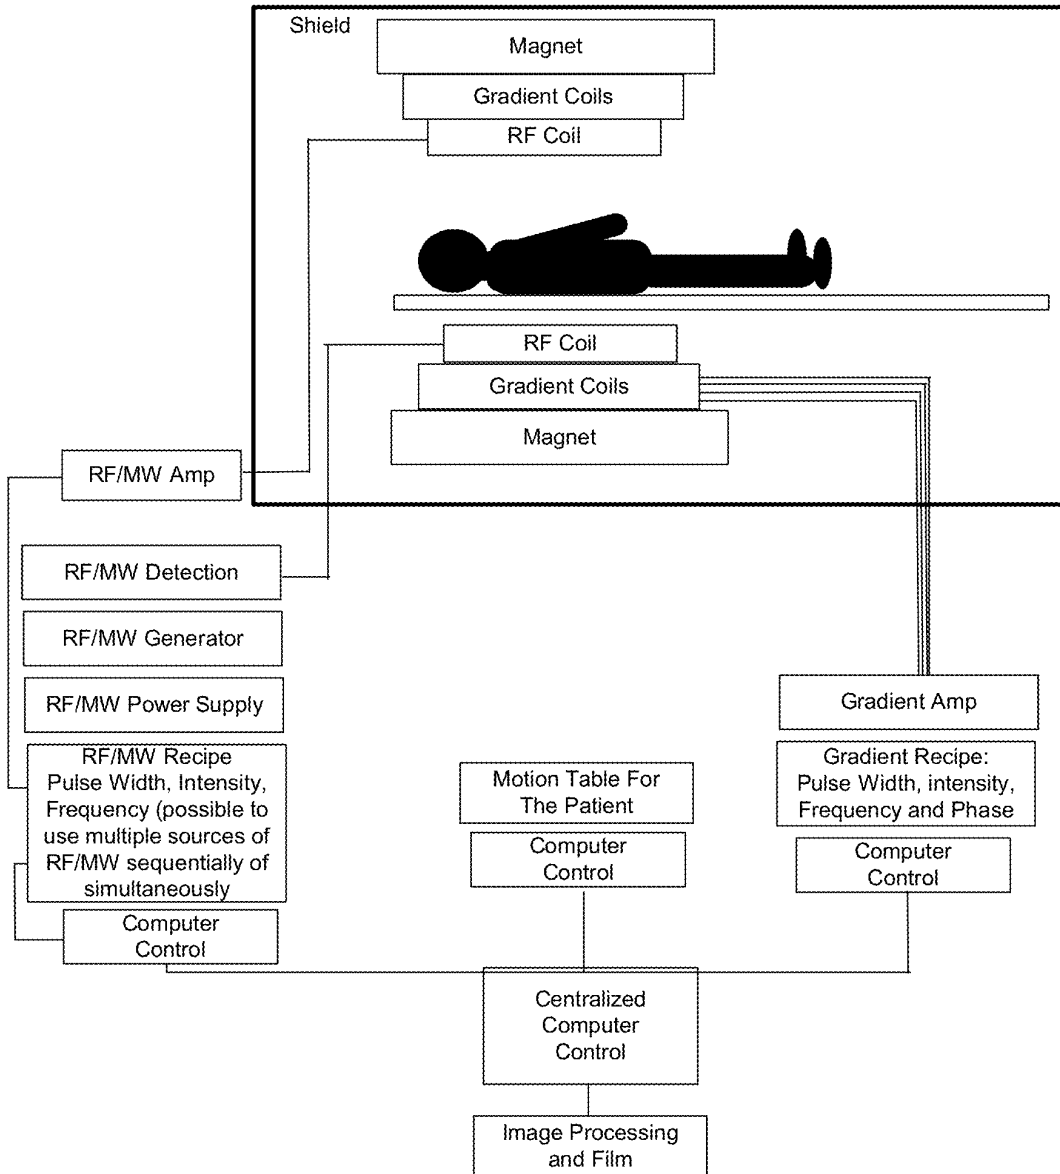 Shield
Magnet
Gradient Coils
RF Coil
RF Coil
Gradient Coils
Magnet
RF/MW Amp
RF/MW Detection
RF/MW Generator
RF/MW Power Supply
RF/MW Recipe
Pulse Width, Intensity,
Frequency (possible to
use multiple sources of
RF/MW sequentially of
simultaneously
Computer
Control
Motion Table For
The Patient
Computer
Control
Gradient Amp
Gradient Recipe:
Pulse Width, intensity,
Frequency and Phase
Computer
Control
Centralized
Computer
Control
Image Processing
and Film